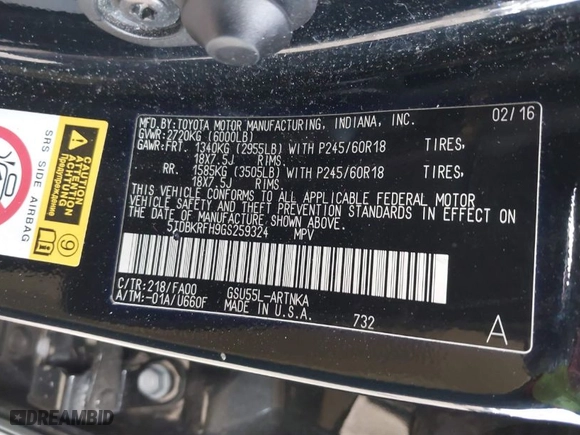 MFD.BY:TOYOTA MOTOR MANUFACTURING, INDIANA, INC. 02/16
GVWR:2720KG (6000LB)
GAWR:FRT. 1340KG (2955LB) WITH P245/60R18 TIRES,
18X7.5J RIMS.
RR. 1585KG (3505LB) WITH P245/60R18 TIRES,
18X7.5J RIMS.
THIS VEHICLE CONFORMS TO ALL APPLICABLE FEDERAL MOTOR
VEHICLE SAFETY AND THEFT PREVENTION STANDARDS IN EFFECT ON
THE DATE OF MANUFACTURE SHOWN ABOVE.
5TDBKRFH9GS259324 MPV
C/TR:218/FA00 GSU55L-ARTNKA
A/TM:-01A/U660F MADE IN U.S.A.
732 A
SRS SIDE AIRBAG
ATTENTION
ACHTUNG
9
DREAMBID